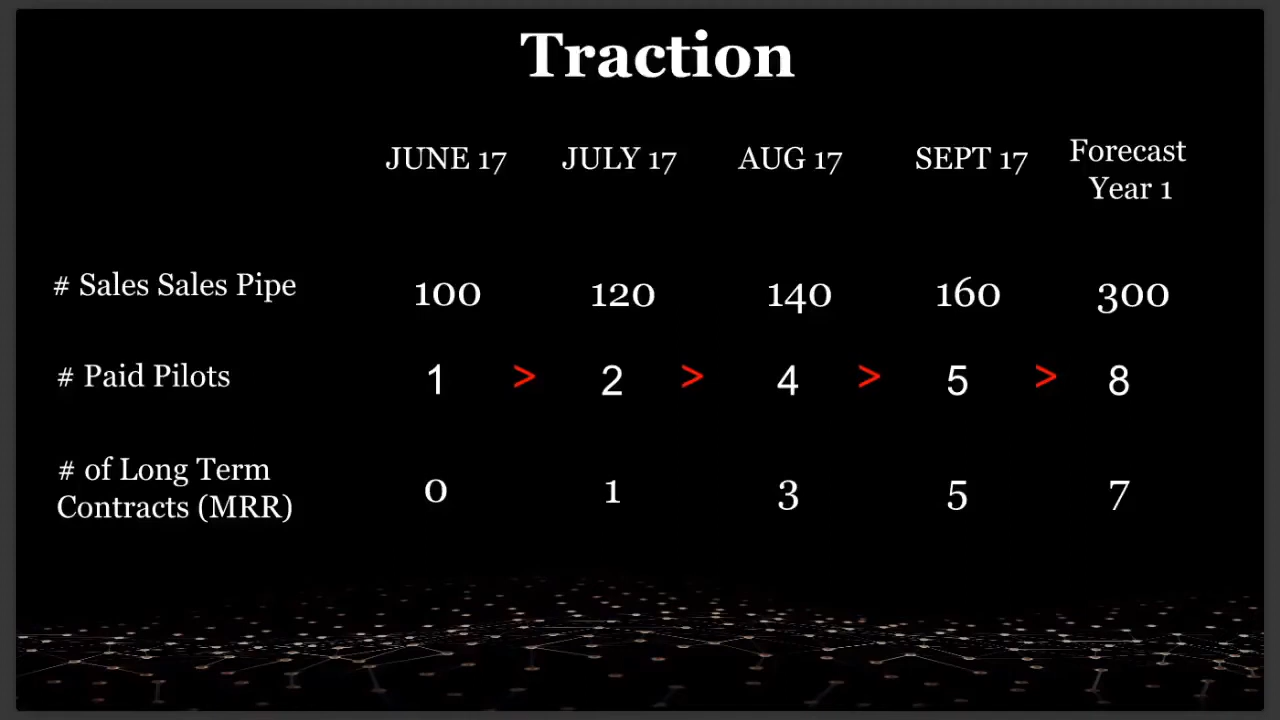 Traction
JUNE 17 JULY 17 AUG 17 SEPT 17 Forecast
Year 1
# Sales Sales Pipe 100 120 140 160 300
# Paid Pilots 1 > 2 > 4 > 5 > 8
# of Long Term
Contracts (MRR) 0 1 3 5 7